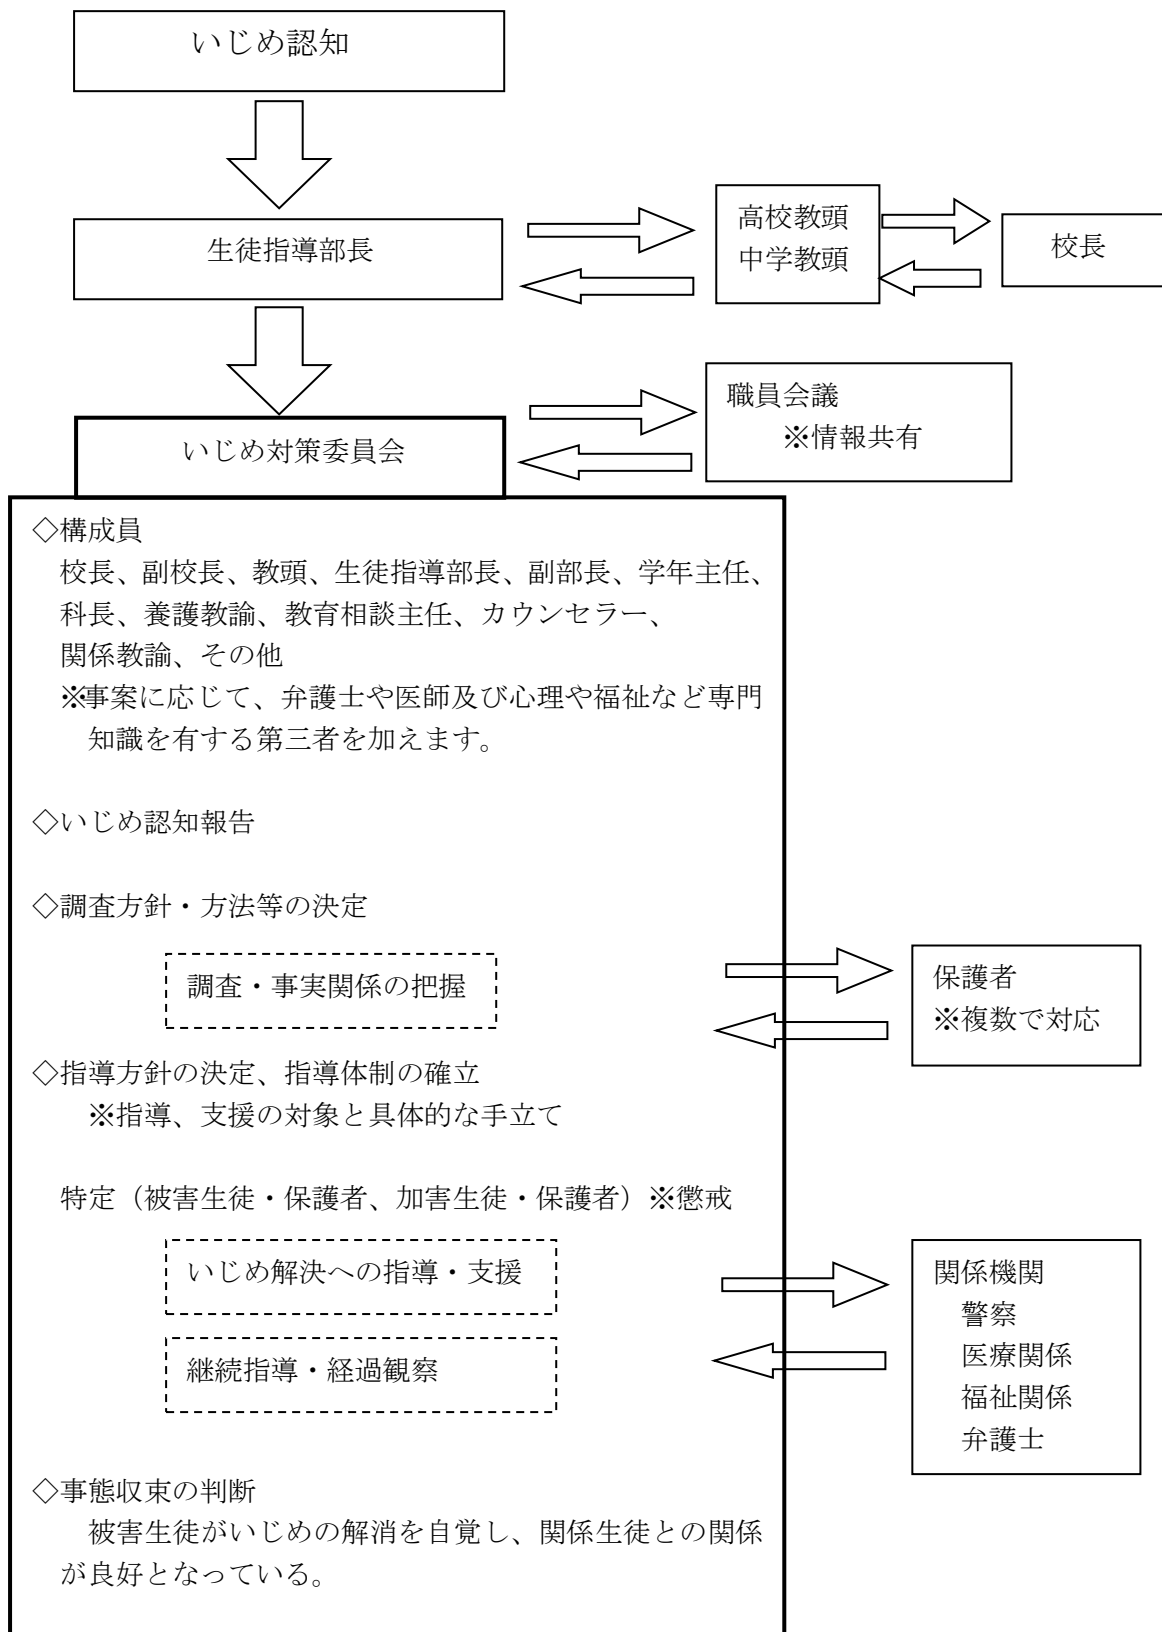 いじめ認知
生徒指導部長
高校教頭
中学教頭
校長
いじめ対策委員会
職員会議
※情報共有
◇構成員
校長、副校長、教頭、生徒指導部長、副部長、学年主任、
科長、養護教諭、教育相談主任、カウンセラー、
関係教諭、その他
※事案に応じて、弁護士や医師及び心理や福祉など専門
知識を有する第三者を加えます。
◇いじめ認知報告
◇調査方針・方法等の決定
調査・事実関係の把握
保護者
※複数で対応
◇指導方針の決定、指導体制の確立
※指導、支援の対象と具体的な手立て
特定（被害生徒・保護者、加害生徒・保護者）※懲戒
いじめ解決への指導・支援
継続指導・経過観察
関係機関
警察
医療関係
福祉関係
弁護士
◇事態収束の判断
被害生徒がいじめの解消を自覚し、関係生徒との関係
が良好となっている。